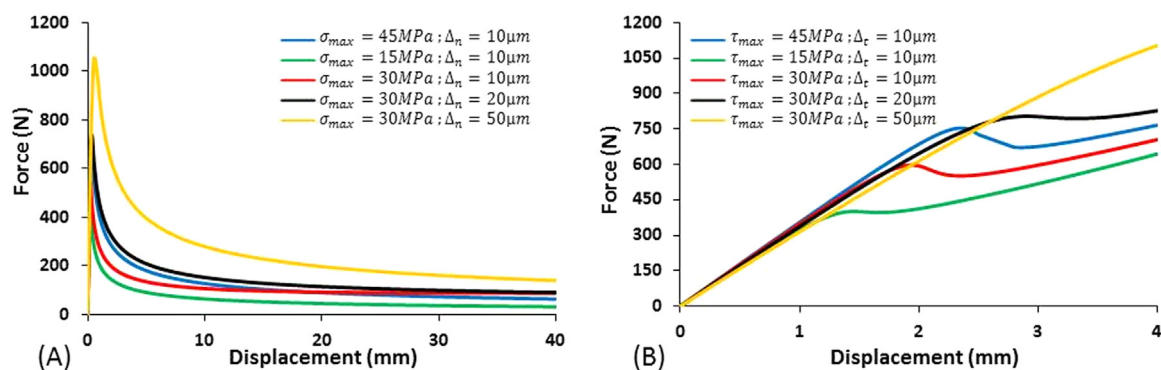 1200
1000
800
600
400
200
0
Force (N)
σmax = 45MPa ; Δn = 10μm
σmax = 15MPa ; Δn = 10μm
σmax = 30MPa ; Δn = 10μm
σmax = 30MPa ; Δn = 20μm
σmax = 30MPa ; Δn = 50μm
0 10 20 30 40
(A) Displacement (mm)
1200
1050
900
750
600
450
300
150
0
Force (N)
τmax = 45MPa ; Δt = 10μm
τmax = 15MPa ; Δt = 10μm
τmax = 30MPa ; Δt = 10μm
τmax = 30MPa ; Δt = 20μm
τmax = 30MPa ; Δt = 50μm
0 1 2 3 4
(B) Displacement (mm)